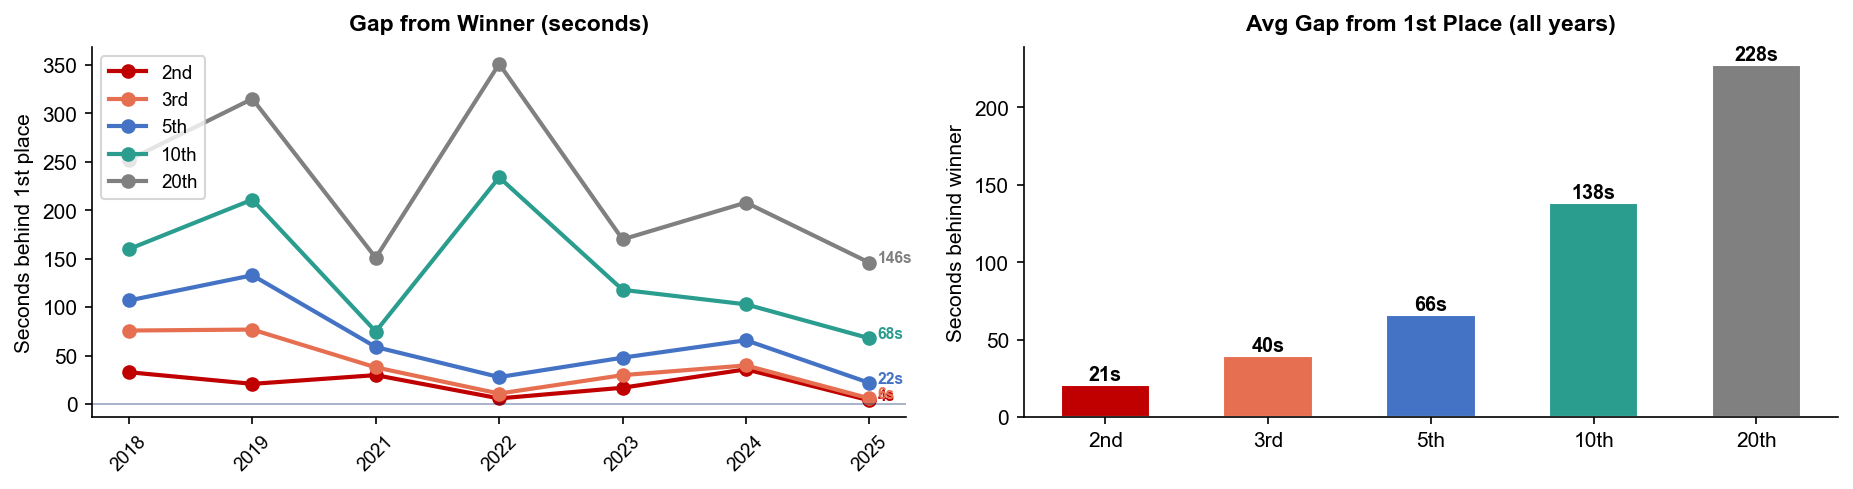 Gap from Winner (seconds)
Seconds behind 1st place
350
300
250
200
150
100
50
0
2nd
3rd
5th
10th
20th
146s
68s
22s
6s
4s
2018
2019
2021
2022
2023
2024
2025
Avg Gap from 1st Place (all years)
Seconds behind winner
200
150
100
50
0
21s
40s
66s
138s
228s
2nd
3rd
5th
10th
20th